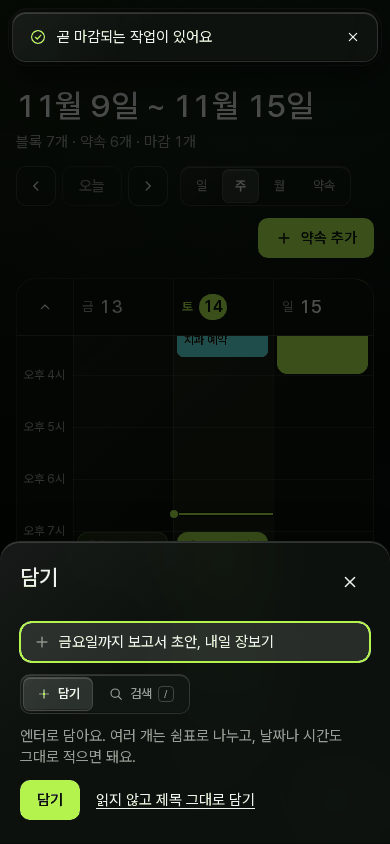 곧 마감되는 작업이 있어요
11월 9일 ~ 11월 15일
블록 7개 · 약속 6개 · 마감 1개
오늘
일 주 월 약속
약속 추가
금 13 토 14 일 15
치과 예약
오후 4시
오후 5시
오후 6시
오후 7시
담기
금요일까지 보고서 초안, 내일 장보기
담기 검색 /
엔터로 담아요. 여러 개는 쉼표로 나누고, 날짜나 시간도
그대로 적으면 돼요.
담기 읽지 않고 제목 그대로 담기